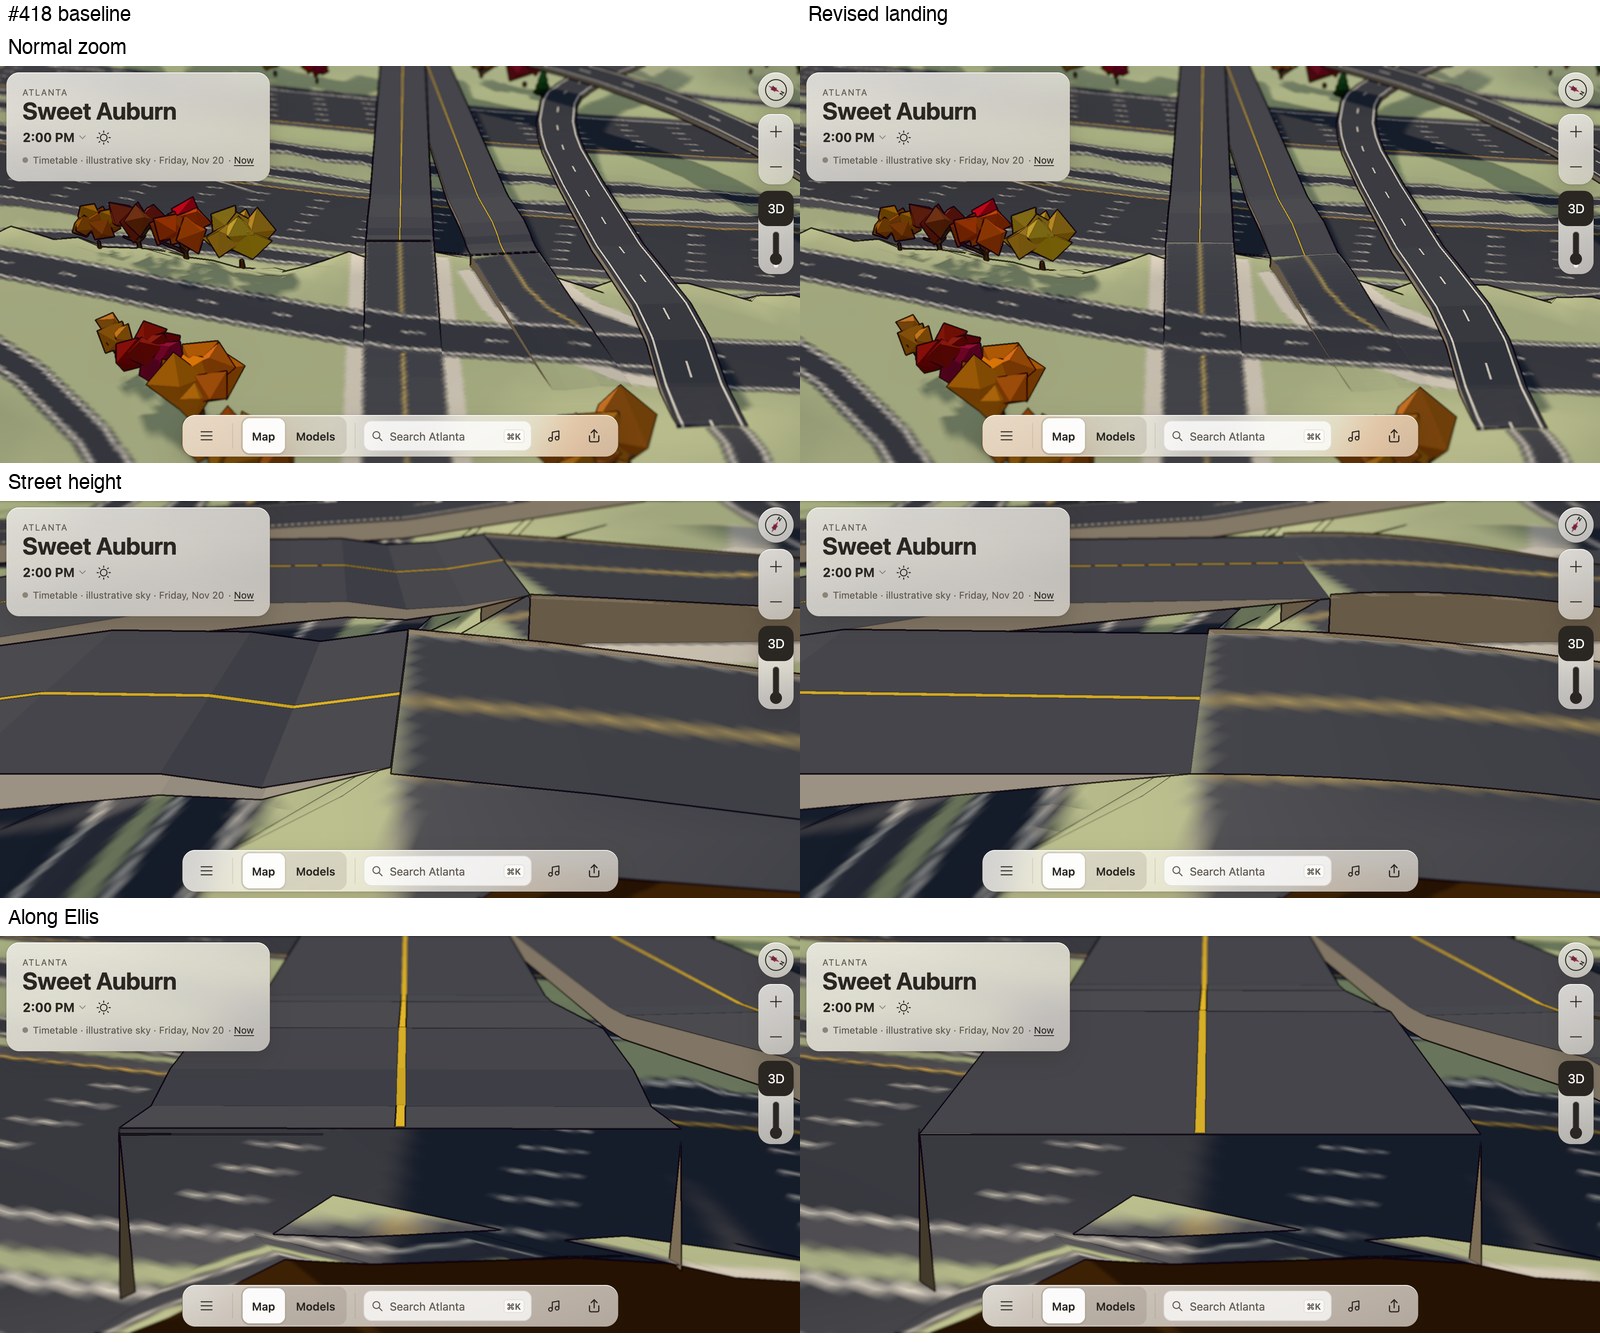 #418 baseline
Revised landing
Normal zoom
ATLANTA
Sweet Auburn
2:00 PM
Timetable · illustrative sky · Friday, Nov 20 · Now
+
−
3D
Map
Models
Search Atlanta
⌘K
ATLANTA
Sweet Auburn
2:00 PM
Timetable · illustrative sky · Friday, Nov 20 · Now
+
−
3D
Map
Models
Search Atlanta
⌘K
Street height
ATLANTA
Sweet Auburn
2:00 PM
Timetable · illustrative sky · Friday, Nov 20 · Now
+
−
3D
Map
Models
Search Atlanta
⌘K
ATLANTA
Sweet Auburn
2:00 PM
Timetable · illustrative sky · Friday, Nov 20 · Now
+
−
3D
Map
Models
Search Atlanta
⌘K
Along Ellis
ATLANTA
Sweet Auburn
2:00 PM
Timetable · illustrative sky · Friday, Nov 20 · Now
+
−
3D
Map
Models
Search Atlanta
⌘K
ATLANTA
Sweet Auburn
2:00 PM
Timetable · illustrative sky · Friday, Nov 20 · Now
+
−
3D
Map
Models
Search Atlanta
⌘K